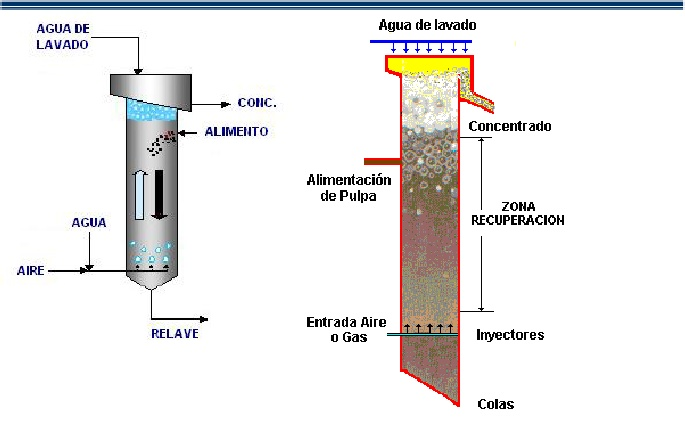 AGUA DE
LAVADO
CONC.
ALIMENTO
AGUA
AIRE
RELAVE
Agua de lavado
Concentrado
Alimentación
de Pulpa
ZONA
RECUPERACION
Entrada Aire
o Gas
Inyectores
Colas